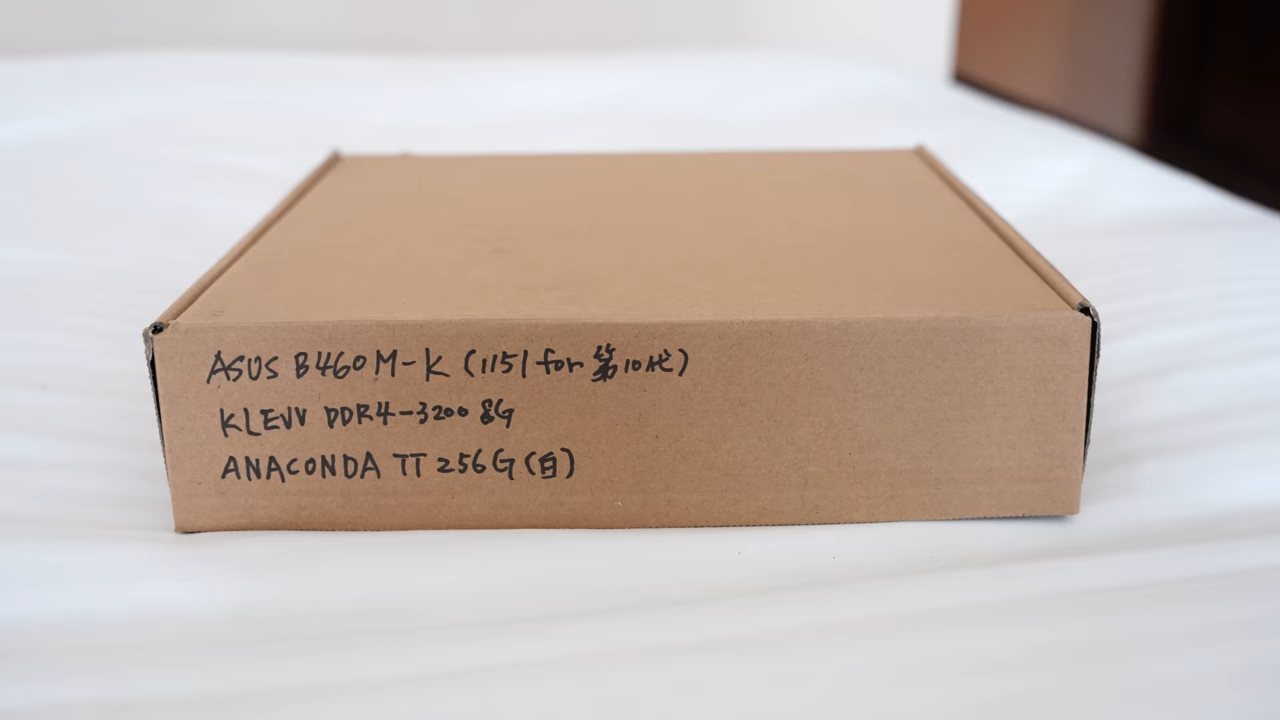 ASUS B460M-K (1151 for 第10代)
KLEVV DDR4-3200 8G
ANACONDA TT 256G(白)